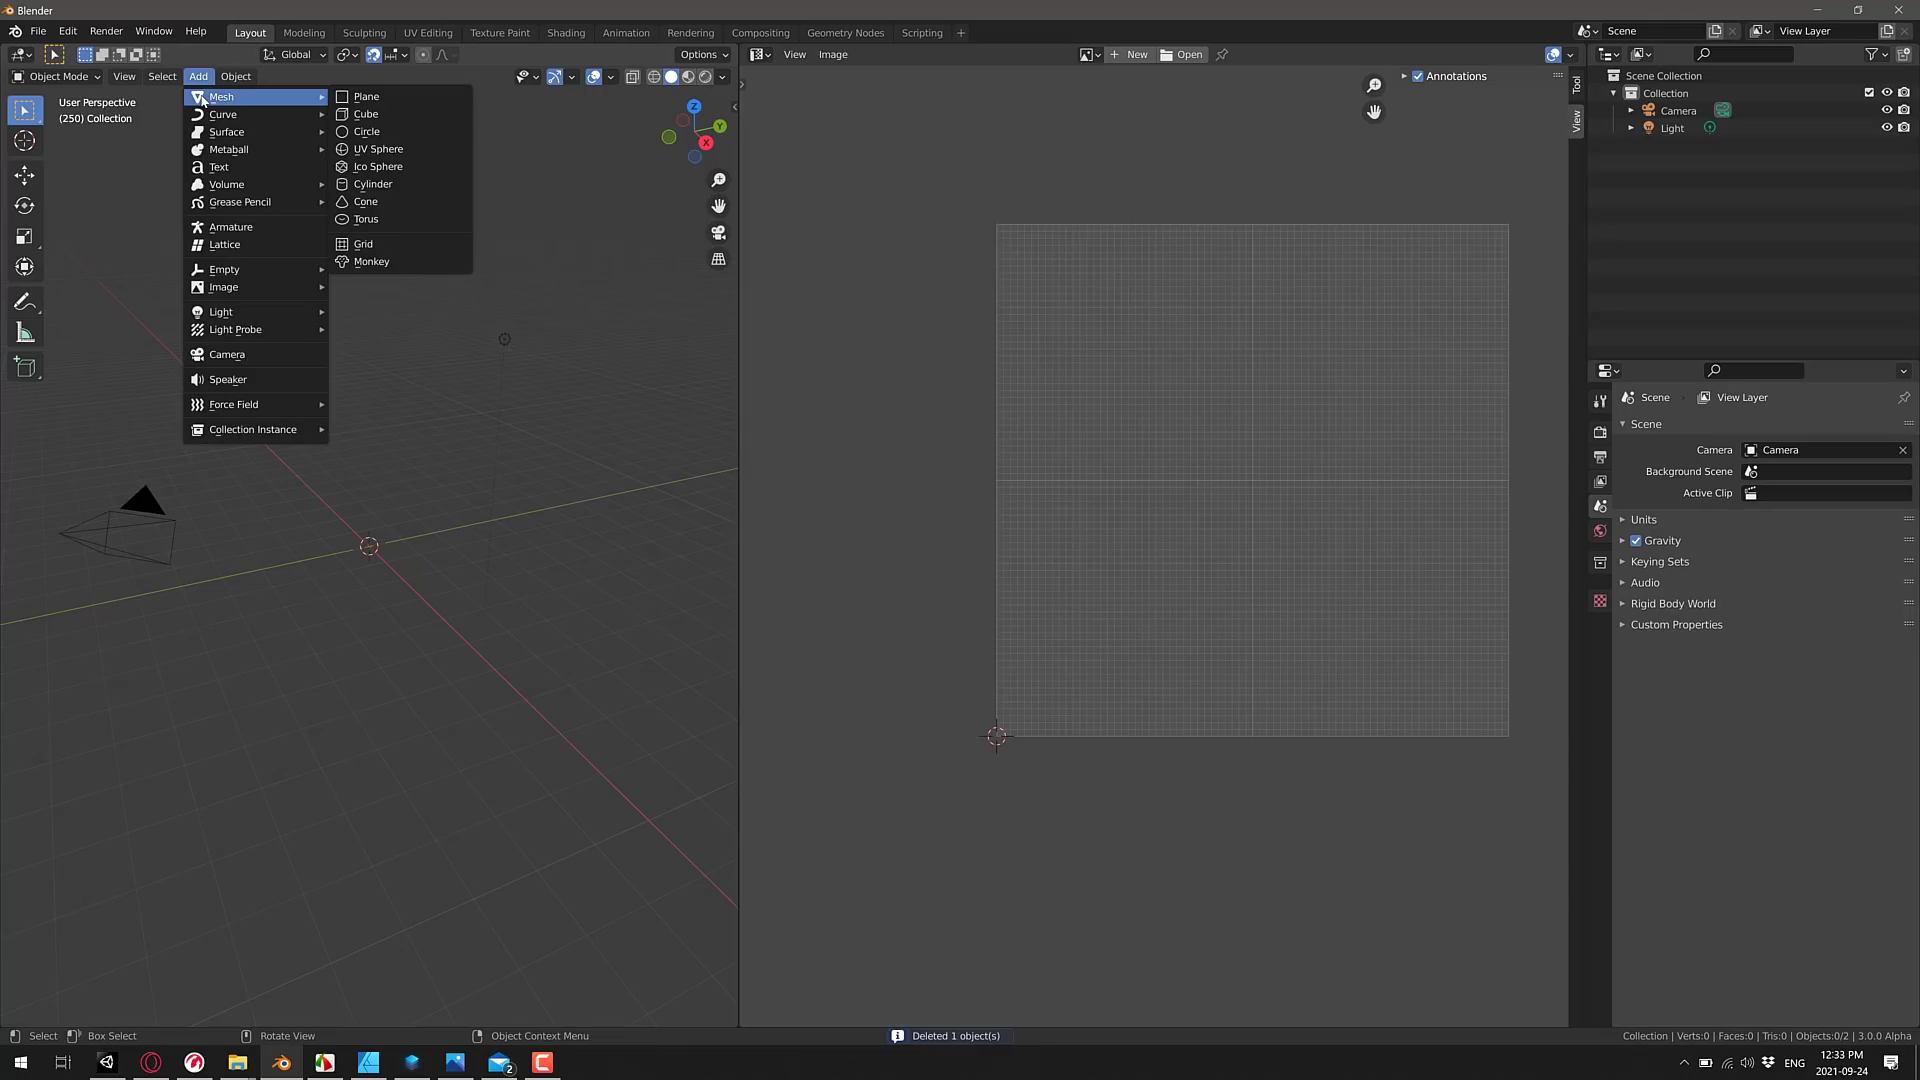 Blender
File Edit Render Window Help Layout Modeling Sculpting UV Editing Texture Paint Shading Animation Rendering Compositing Geometry Nodes Scripting + Scene View Layer
Global Options View Image New Open
Object Mode View Select Add Object Annotations Scene Collection
User Perspective
(250) Collection
Mesh
Curve
Surface
Metaball
Text
Volume
Grease Pencil
Armature
Lattice
Empty
Image
Light
Light Probe
Camera
Speaker
Force Field
Collection Instance
Plane
Cube
Circle
UV Sphere
Ico Sphere
Cylinder
Cone
Torus
Grid
Monkey
Z
Y
X
Tool
View
Collection
Camera
Light
Scene View Layer
Scene
Camera Camera
Background Scene
Active Clip
Units
Gravity
Keying Sets
Audio
Rigid Body World
Custom Properties
Select Box Select Rotate View Object Context Menu Deleted 1 object(s) Collection | Verts:0 | Faces:0 | Tris:0 | Objects:0/2 | 3.0.0 Alpha
2 ENG 12:33 PM
2021-09-24